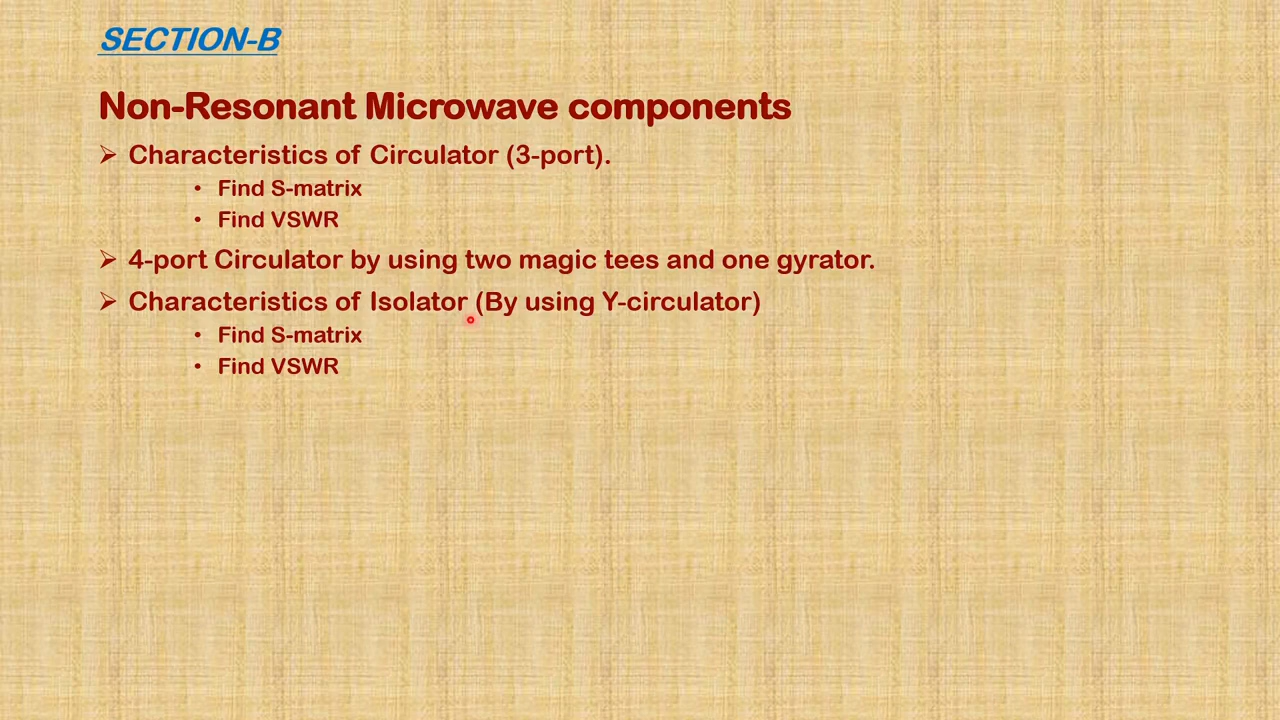 SECTION-B
Non-Resonant Microwave components
➢ Characteristics of Circulator (3-port).
• Find S-matrix
• Find VSWR
➢ 4-port Circulator by using two magic tees and one gyrator.
➢ Characteristics of Isolator (By using Y-circulator)
• Find S-matrix
• Find VSWR